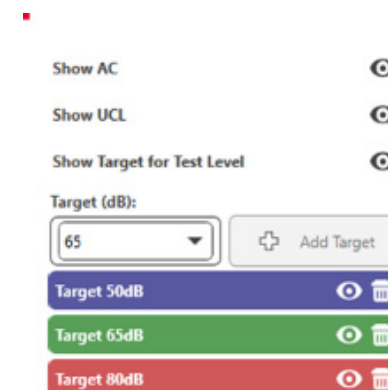 Show AC
Show UCL
Show Target for Test Level
Target (dB):
65 Add Target
Target 50dB
Target 65dB
Target 80dB